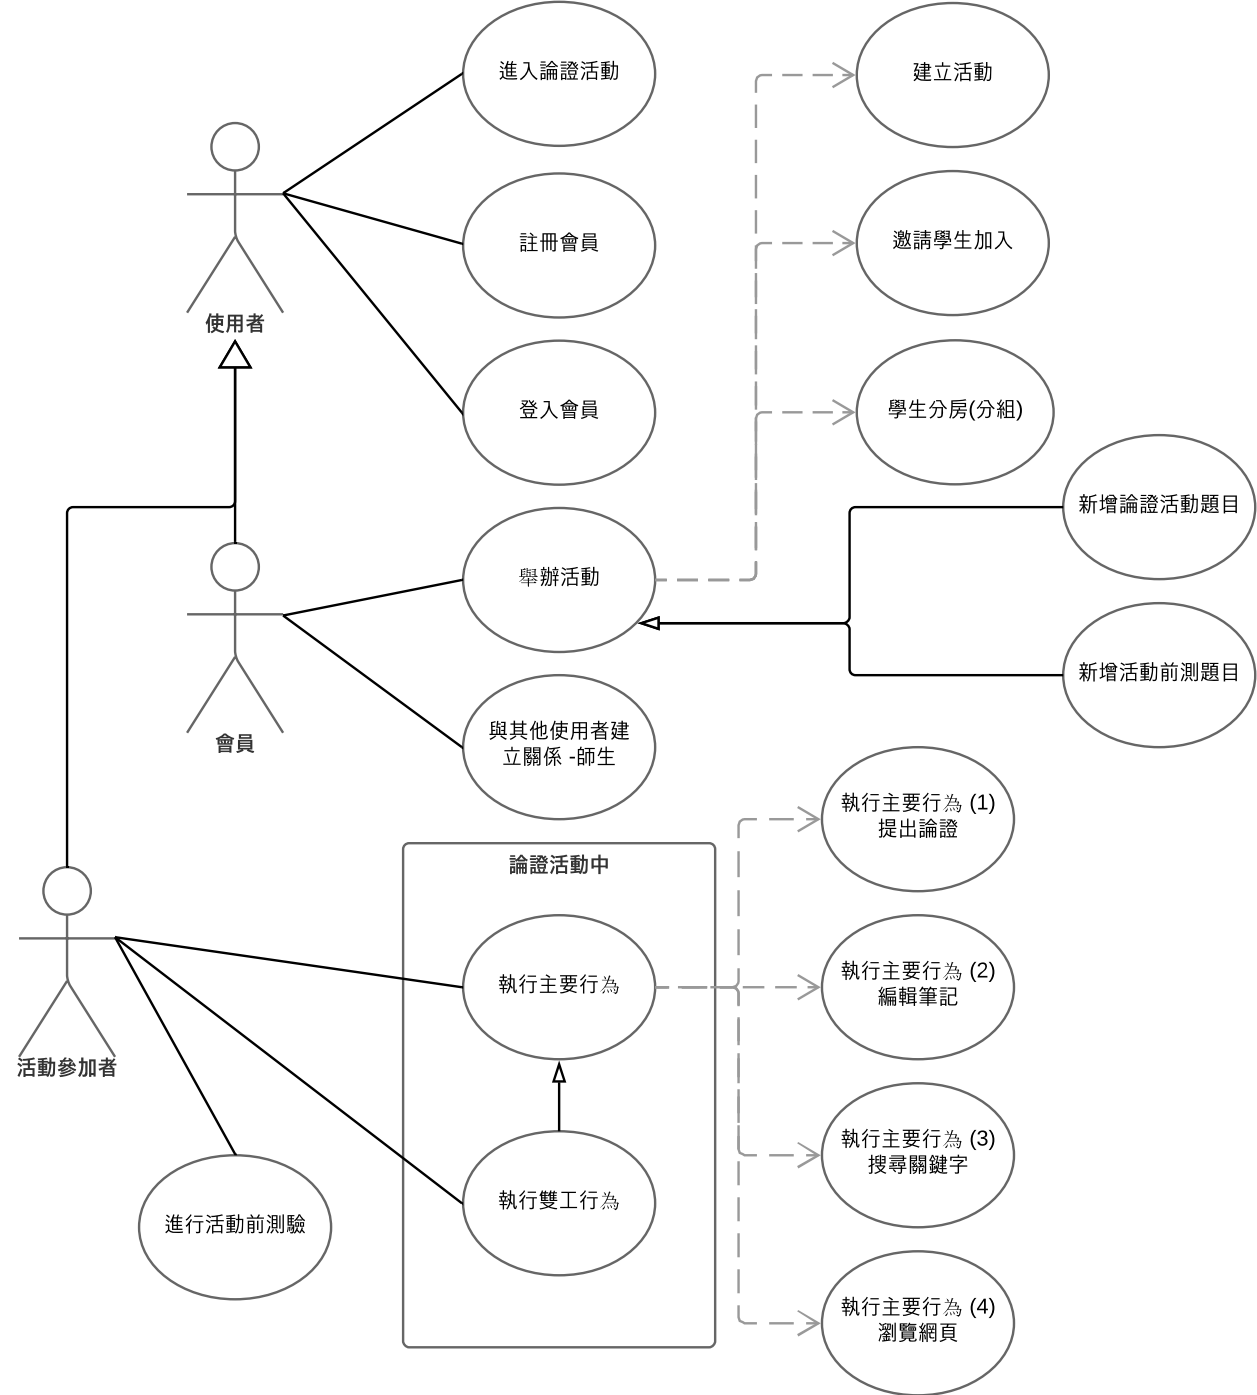 進入論證活動
建立活動
註冊會員
邀請學生加入
使用者
登入會員
學生分房(分組)
新增論證活動題目
舉辦活動
新增活動前測題目
與其他使用者建
立關係 -師生
會員
執行主要行為 (1)
提出論證
論證活動中
執行主要行為
執行主要行為 (2)
編輯筆記
活動參加者
執行主要行為 (3)
搜尋關鍵字
執行雙工行為
進行活動前測驗
執行主要行為 (4)
瀏覽網頁